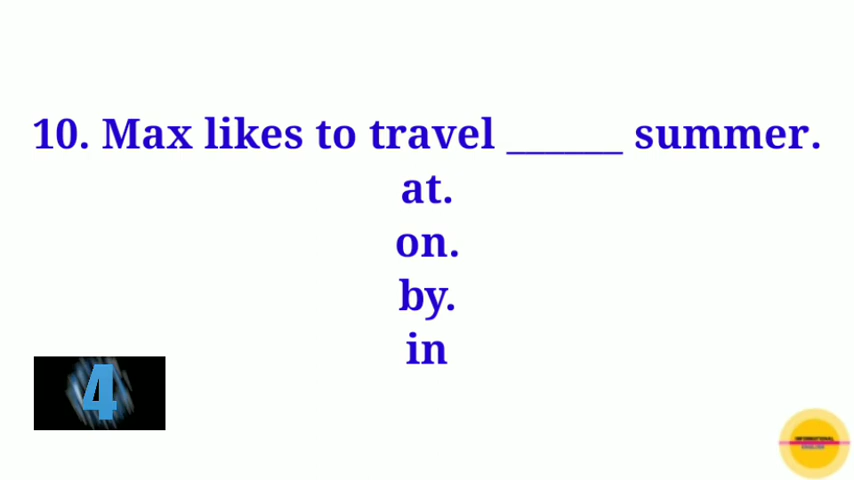 10. Max likes to travel ______ summer.
at.
on.
by.
in
4